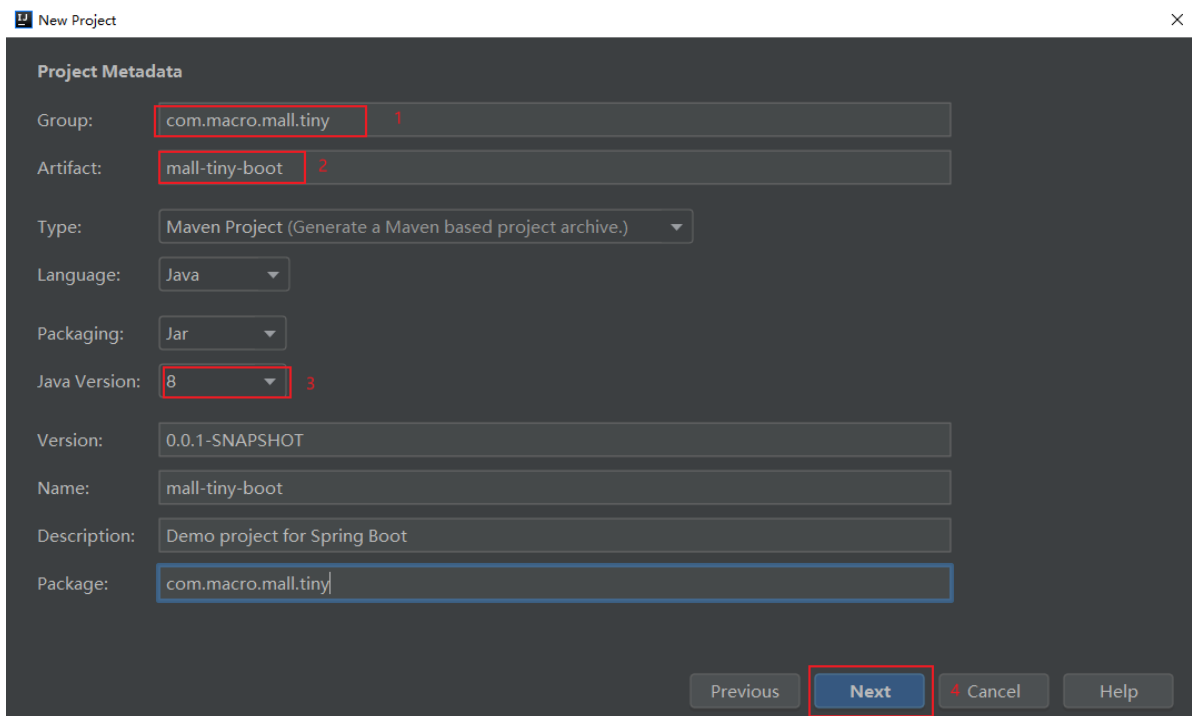 New Project
Project Metadata
Group: com.macro.mall.tiny 1
Artifact: mall-tiny-boot 2
Type: Maven Project (Generate a Maven based project archive.)
Language: Java
Packaging: Jar
Java Version: 8 3
Version: 0.0.1-SNAPSHOT
Name: mall-tiny-boot
Description: Demo project for Spring Boot
Package: com.macro.mall.tiny
Previous Next 4 Cancel Help